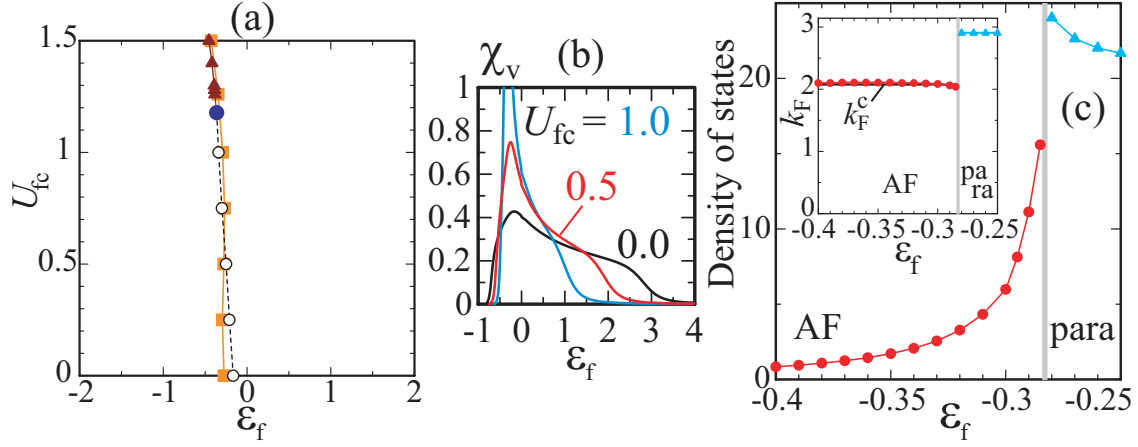 (a)
U_fc
1.5
1
0.5
0
-2
-1
0
1
2
ε_f
χ_v
(b)
1
0.8
0.6
0.4
0.2
0
U_fc = 1.0
0.5
0.0
-1
0
1
2
3
4
ε_f
(c)
Density of states
20
10
0
AF
para
-0.4
-0.35
-0.3
-0.25
ε_f
k_F
3
2
1
0
k_F^c
AF
pa
ra
-0.4
-0.35
-0.3
-0.25
ε_f